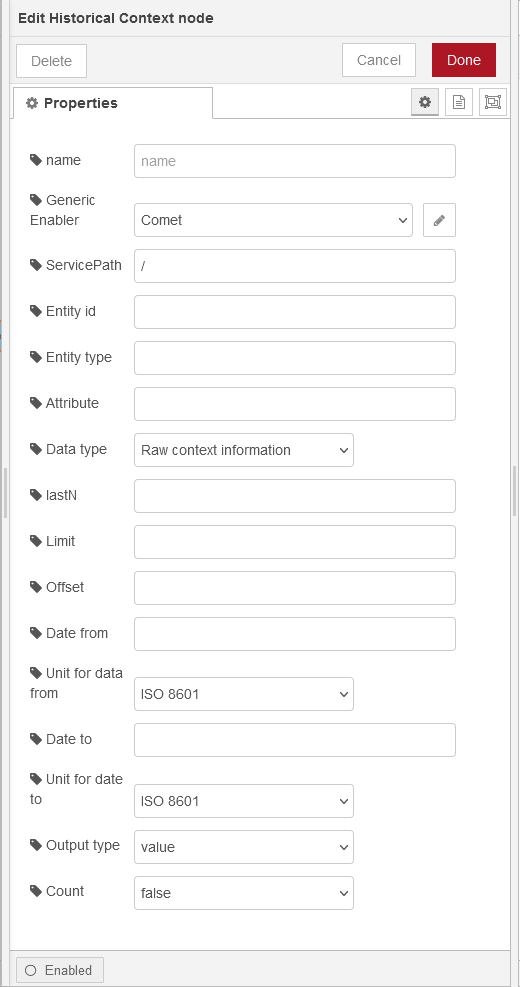 Edit Historical Context node
Delete
Cancel
Done
Properties
name
name
Generic
Enabler
Comet
ServicePath
/
Entity id
Entity type
Attribute
Data type
Raw context information
lastN
Limit
Offset
Date from
Unit for data
from
ISO 8601
Date to
Unit for date
to
ISO 8601
Output type
value
Count
false
Enabled